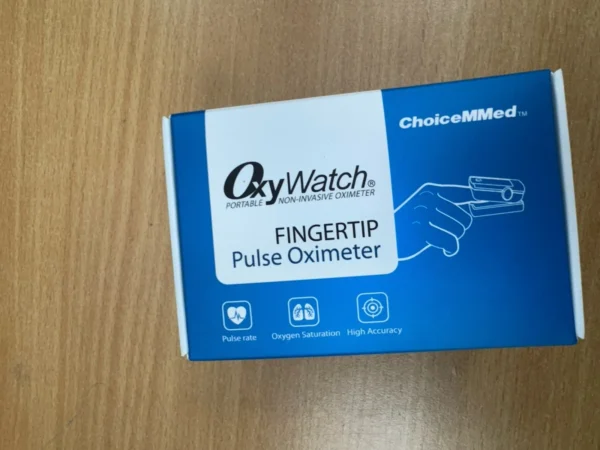 ChoiceMMed™
OxyWatch®
PORTABLE NON-INVASIVE OXIMETER
FINGERTIP
Pulse Oximeter
Pulse rate
Oxygen Saturation
High Accuracy